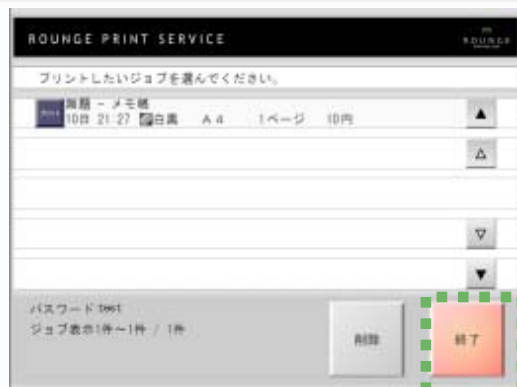 ROUNGE PRINT SERVICE
ROUNGE
プリントしたいジョブを選んでください。
無題 - メモ帳
10日 21:27 白黒 A4 1ページ 10円
▲
△
▽
▼
パスワード test
ジョブ表示1件～1件 / 1件
削除
終了